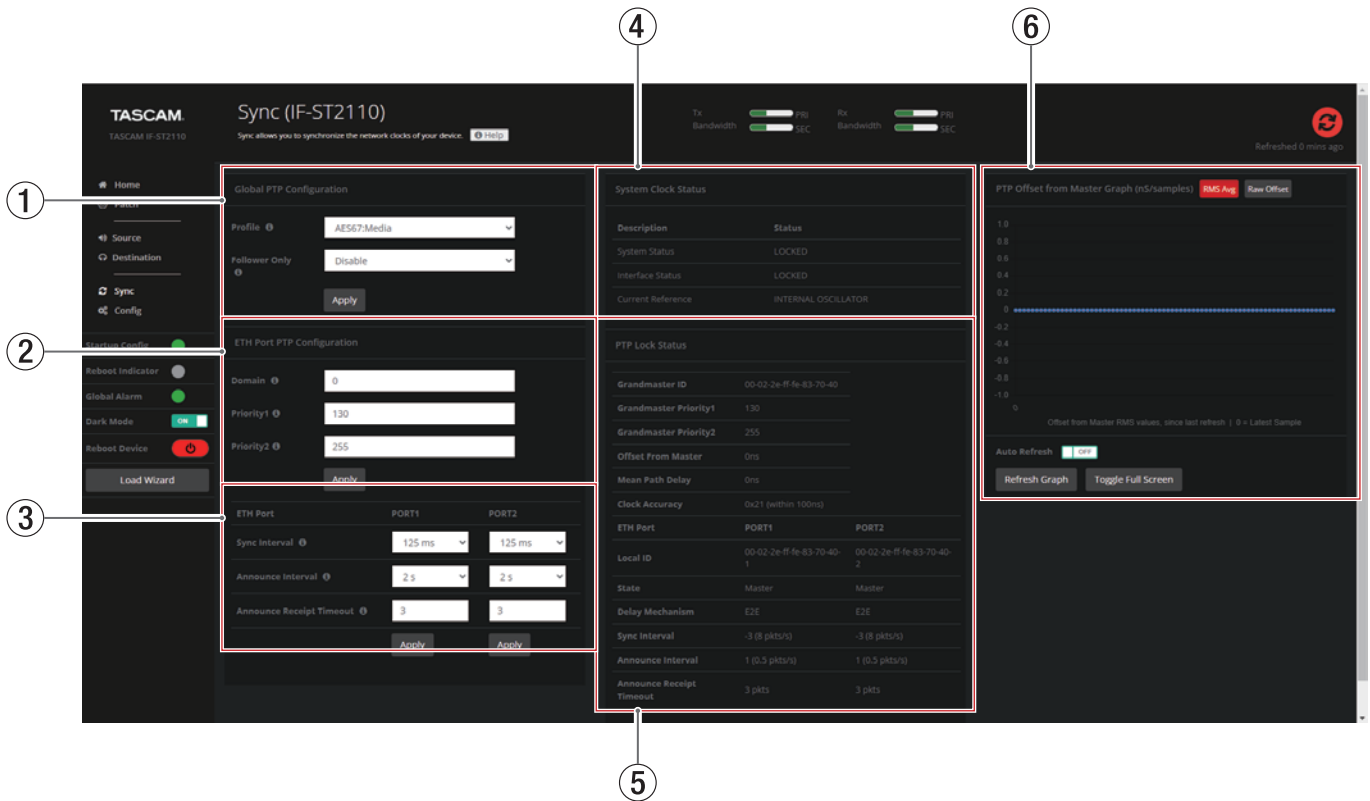 4
6
TASCAM.
TASCAM IF-ST2110
Sync (IF-ST2110)
Sync allows you to synchronize the network clocks of your device. Help
Tx Bandwidth
PRI
SEC
Rx Bandwidth
PRI
SEC
Refreshed 0 mins ago
1
Home
Patch
Source
Destination
Sync
Config
Startup Config
Reboot Indicator
Global Alarm
Dark Mode ON
Reboot Device
Load Wizard
Global PTP Configuration
Profile AES67:Media
Follower Only Disable
Apply
2
ETH Port PTP Configuration
Domain 0
Priority1 130
Priority2 255
Apply
3
ETH Port PORT1 PORT2
Sync Interval 125 ms 125 ms
Announce Interval 2 s 2 s
Announce Receipt Timeout 3 3
Apply Apply
System Clock Status
Description Status
System Status LOCKED
Interface Status LOCKED
Current Reference INTERNAL OSCILLATOR
PTP Lock Status
Grandmaster ID 00-02-2e-ff-fe-83-70-40
Grandmaster Priority1 130
Grandmaster Priority2 255
Offset From Master 0ns
Mean Path Delay 0ns
Clock Accuracy 0x21 (within 100ns)
ETH Port PORT1 PORT2
Local ID 00-02-2e-ff-fe-83-70-40-1 00-02-2e-ff-fe-83-70-40-2
State Master Master
Delay Mechanism E2E E2E
Sync Interval -3 (8 pkts/s) -3 (8 pkts/s)
Announce Interval 1 (0.5 pkts/s) 1 (0.5 pkts/s)
Announce Receipt Timeout 3 pkts 3 pkts
5
PTP Offset from Master Graph (nS/samples) RMS Avg Raw Offset
1.0
0.8
0.6
0.4
0.2
0
-0.2
-0.4
-0.6
-0.8
-1.0
0
Offset from Master RMS values, since last refresh | 0 = Latest Sample
Auto Refresh OFF
Refresh Graph Toggle Full Screen